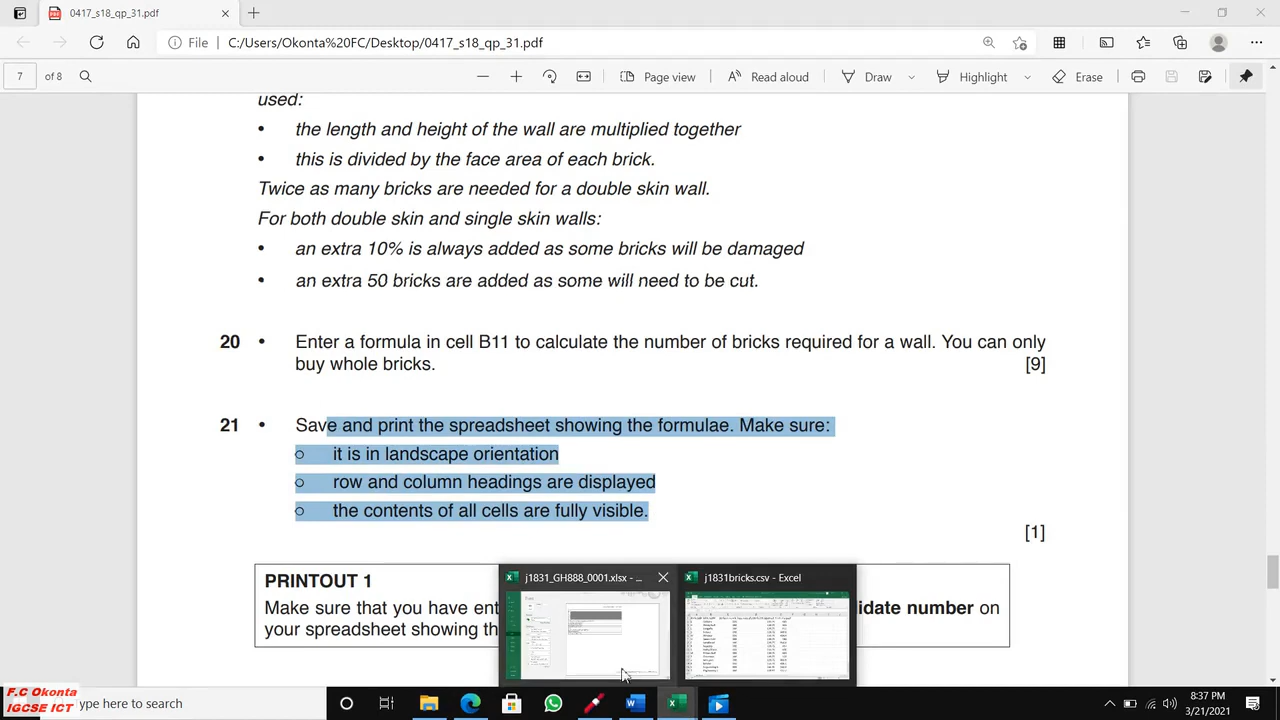 0417_s18_qp_31.pdf
File
C:/Users/Okonta%20FC/Desktop/0417_s18_qp_31.pdf
7 of 8
Page view
Read aloud
Draw
Highlight
Erase
used:
• the length and height of the wall are multiplied together
• this is divided by the face area of each brick.
Twice as many bricks are needed for a double skin wall.
For both double skin and single skin walls:
• an extra 10% is always added as some bricks will be damaged
• an extra 50 bricks are added as some will need to be cut.
20 • Enter a formula in cell B11 to calculate the number of bricks required for a wall. You can only
buy whole bricks. [9]
21 • Save and print the spreadsheet showing the formulae. Make sure:
○ it is in landscape orientation
○ row and column headings are displayed
○ the contents of all cells are fully visible.
[1]
j1831_GH888_0001.xlsx - ...
j1831bricks.csv - Excel
PRINTOUT 1
Make sure that you have ent
idate number on
your spreadsheet showing th
F.C Okonta
IGCSE ICT
ype here to search
8:37 PM
3/21/2021